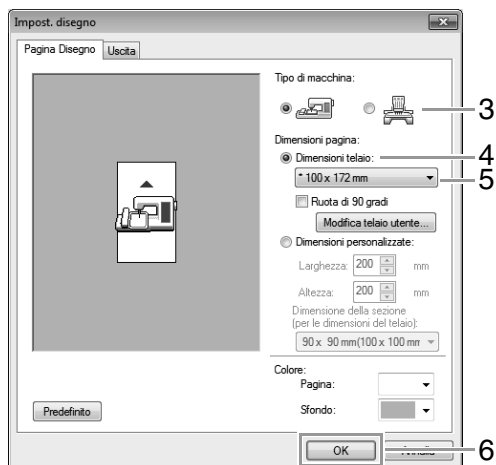 Impost. disegno
Pagina Disegno Uscita
Tipo di macchina:
3
Dimensioni pagina:
Dimensioni telaio: 4
* 100 x 172 mm 5
Ruota di 90 gradi
Modifica telaio utente...
Dimensioni personalizzate:
Larghezza: 200 mm
Altezza: 200 mm
Dimensione della sezione
(per le dimensioni del telaio):
90 x 90 mm(100 x 100 mm
Colore:
Pagina:
Predefinito Sfondo:
OK 6